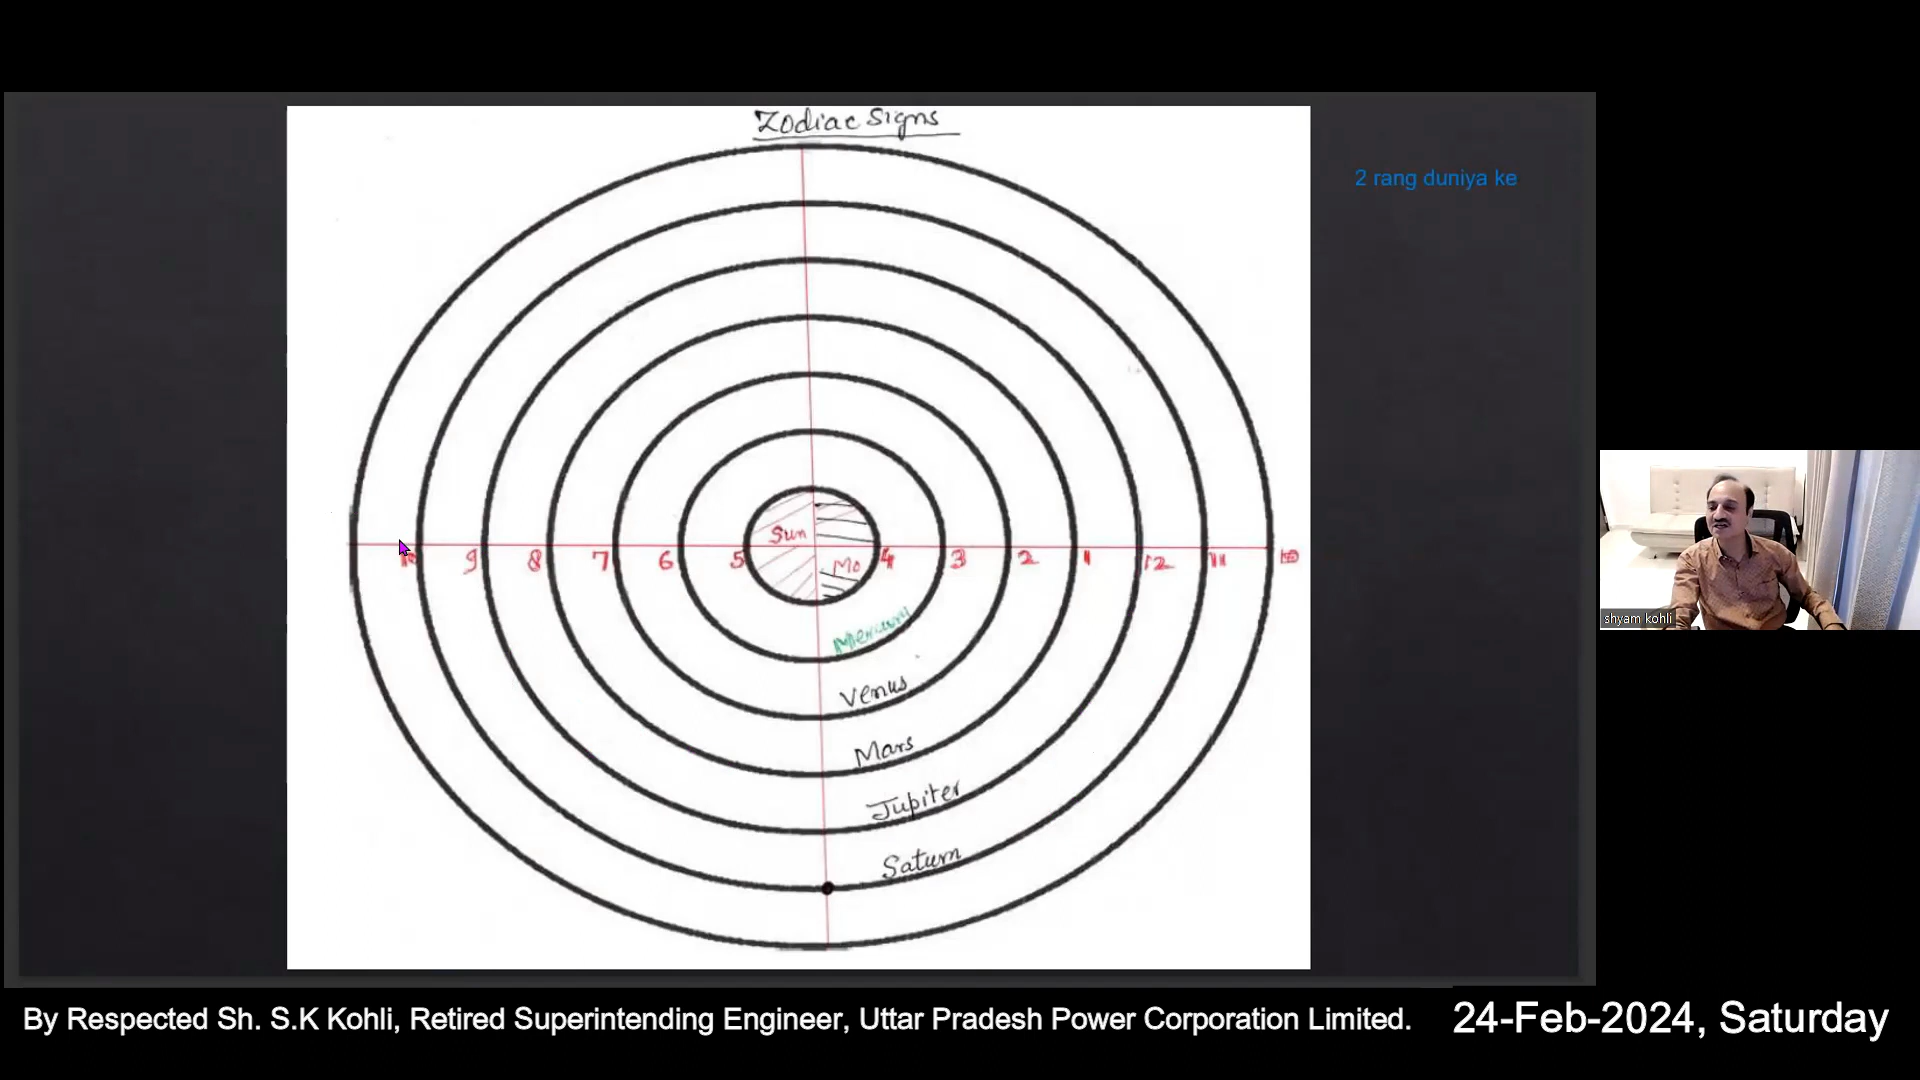 Zodiac Signs
2 rang duniya ke
Sun
10 9 8 7 6 5 4 3 2 1 12 11
Mo
Mercury
Venus
Mars
Jupiter
Saturn
shyam kohli
By Respected Sh. S.K Kohli, Retired Superintending Engineer, Uttar Pradesh Power Corporation Limited.
24-Feb-2024, Saturday